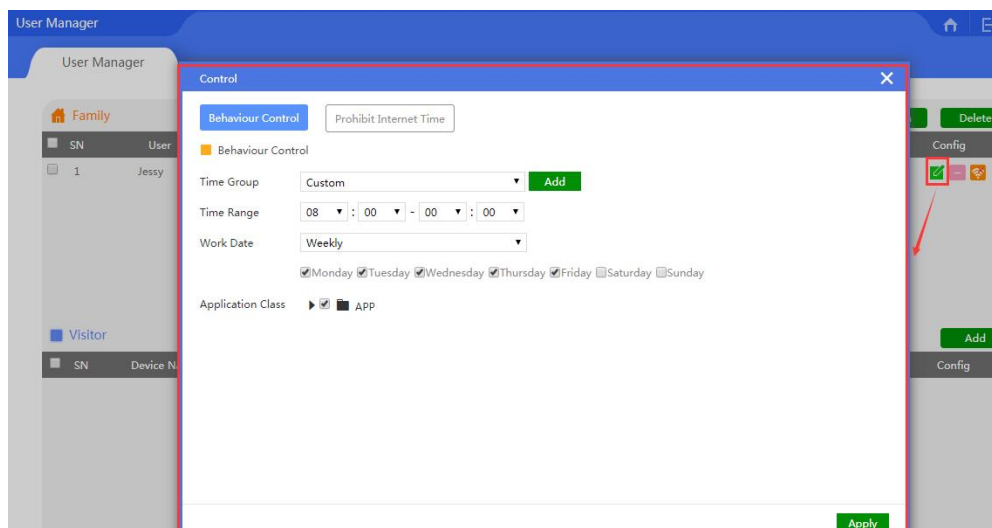 User Manager
User Manager
Control
Behaviour Control
Prohibit Internet Time
Family
Delete
Behaviour Control
SN User Config
1 Jessy
Time Group Custom Add
Time Range 08 : 00 - 00 : 00
Work Date Weekly
Monday Tuesday Wednesday Thursday Friday Saturday Sunday
Application Class APP
Visitor Add
SN Device Config
Apply